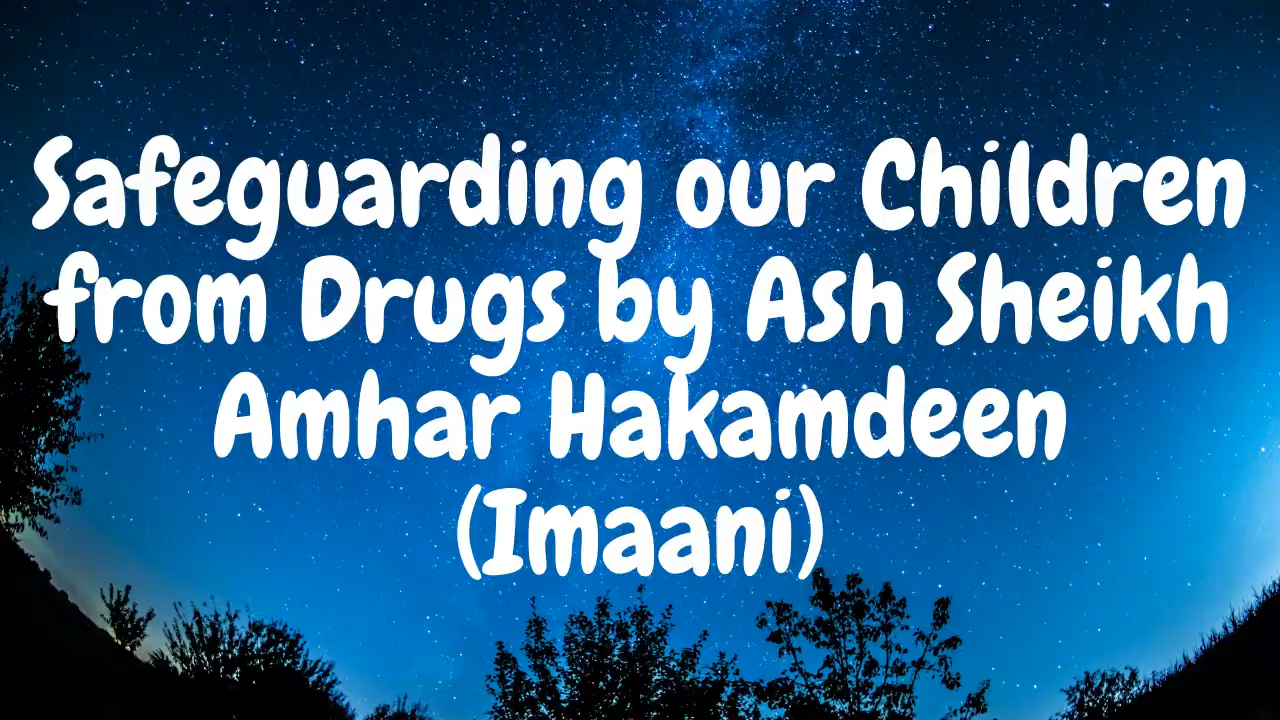 Safeguarding our Children
from Drugs by Ash Sheikh
Amhar Hakamdeen
(Imaani)